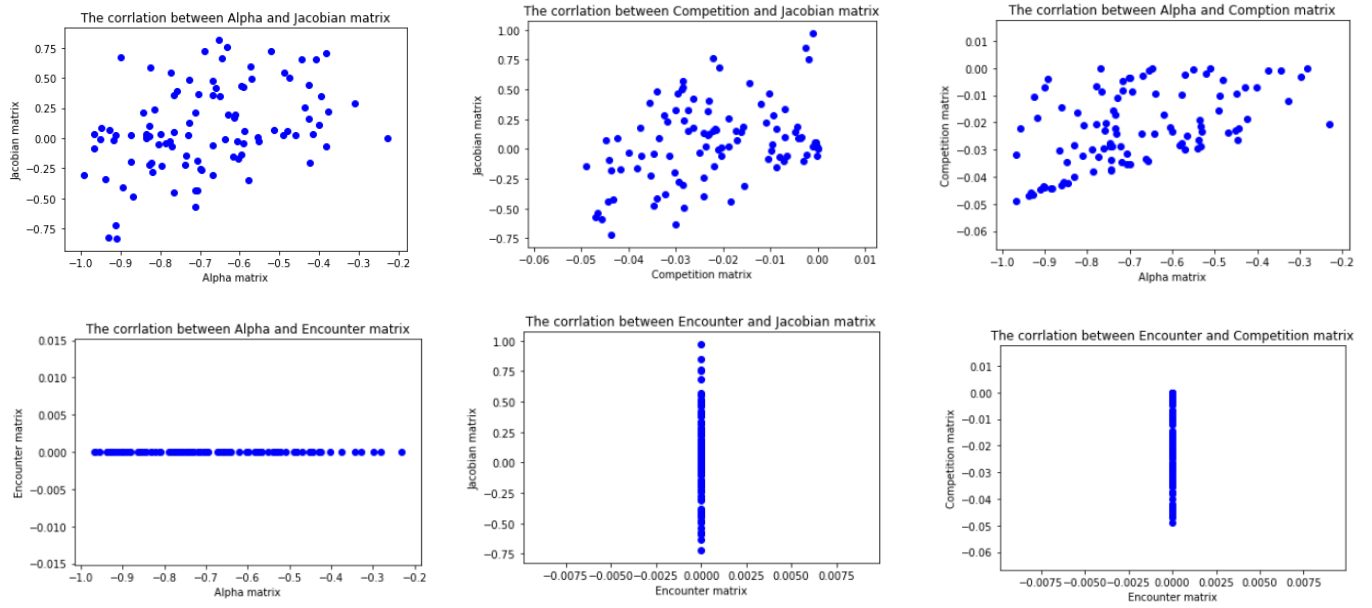 The corrlation between Alpha and Jacobian matrix
0.75
0.50
0.25
0.00
−0.25
−0.50
−0.75
Jacobian matrix
−1.0 −0.9 −0.8 −0.7 −0.6 −0.5 −0.4 −0.3 −0.2
Alpha matrix
The corrlation between Competition and Jacobian matrix
1.00
0.75
0.50
0.25
0.00
−0.25
−0.50
−0.75
Jacobian matrix
−0.06 −0.05 −0.04 −0.03 −0.02 −0.01 0.00 0.01
Competition matrix
The corrlation between Alpha and Comption matrix
0.01
0.00
−0.01
−0.02
−0.03
−0.04
−0.05
−0.06
Competition matrix
−1.0 −0.9 −0.8 −0.7 −0.6 −0.5 −0.4 −0.3 −0.2
Alpha matrix
The corrlation between Alpha and Encounter matrix
0.015
0.010
0.005
0.000
−0.005
−0.010
−0.015
Encounter matrix
−1.0 −0.9 −0.8 −0.7 −0.6 −0.5 −0.4 −0.3 −0.2
Alpha matrix
The corrlation between Encounter and Jacobian matrix
1.00
0.75
0.50
0.25
0.00
−0.25
−0.50
−0.75
Jacobian matrix
−0.0075 −0.0050 −0.0025 0.0000 0.0025 0.0050 0.0075
Encounter matrix
The corrlation between Encounter and Competition matrix
0.01
0.00
−0.01
−0.02
−0.03
−0.04
−0.05
−0.06
Competition matrix
−0.0075 −0.0050 −0.0025 0.0000 0.0025 0.0050 0.0075
Encounter matrix